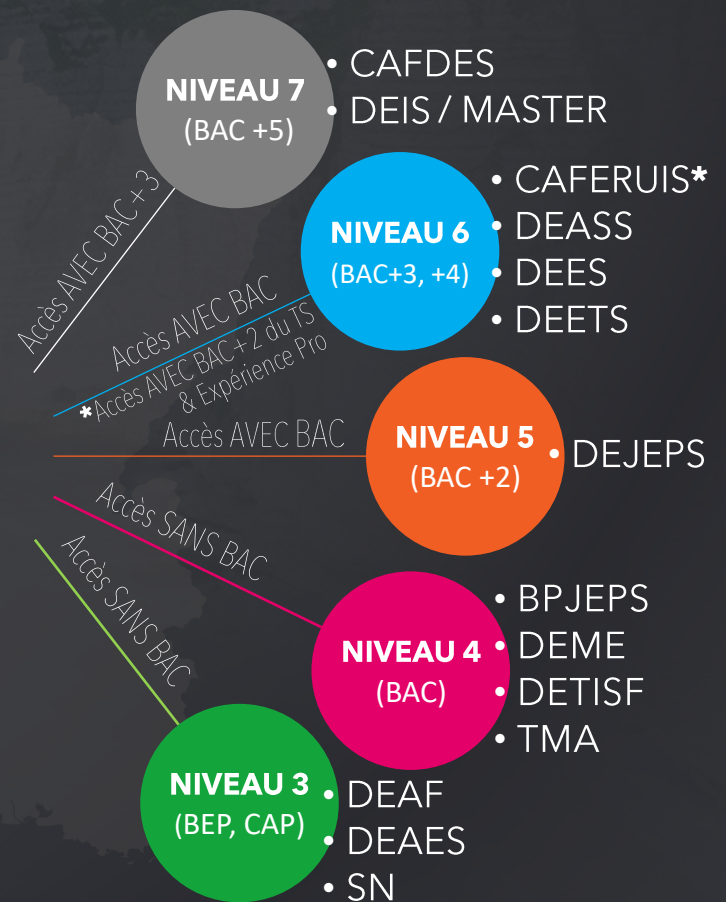 NIVEAU 7
(BAC +5)
• CAFDES
• DEIS / MASTER
Accès AVEC BAC+3
NIVEAU 6
(BAC+3, +4)
• CAFERUIS*
• DEASS
• DEES
• DEETS
Accès AVEC BAC
*Accès AVEC BAC+2 du TS
& Expérience Pro
Accès AVEC BAC
NIVEAU 5
(BAC +2)
• DEJEPS
Accès SANS BAC
NIVEAU 4
(BAC)
• BPJEPS
• DEME
• DETISF
• TMA
Accès SANS BAC
NIVEAU 3
(BEP, CAP)
• DEAF
• DEAES
• SN